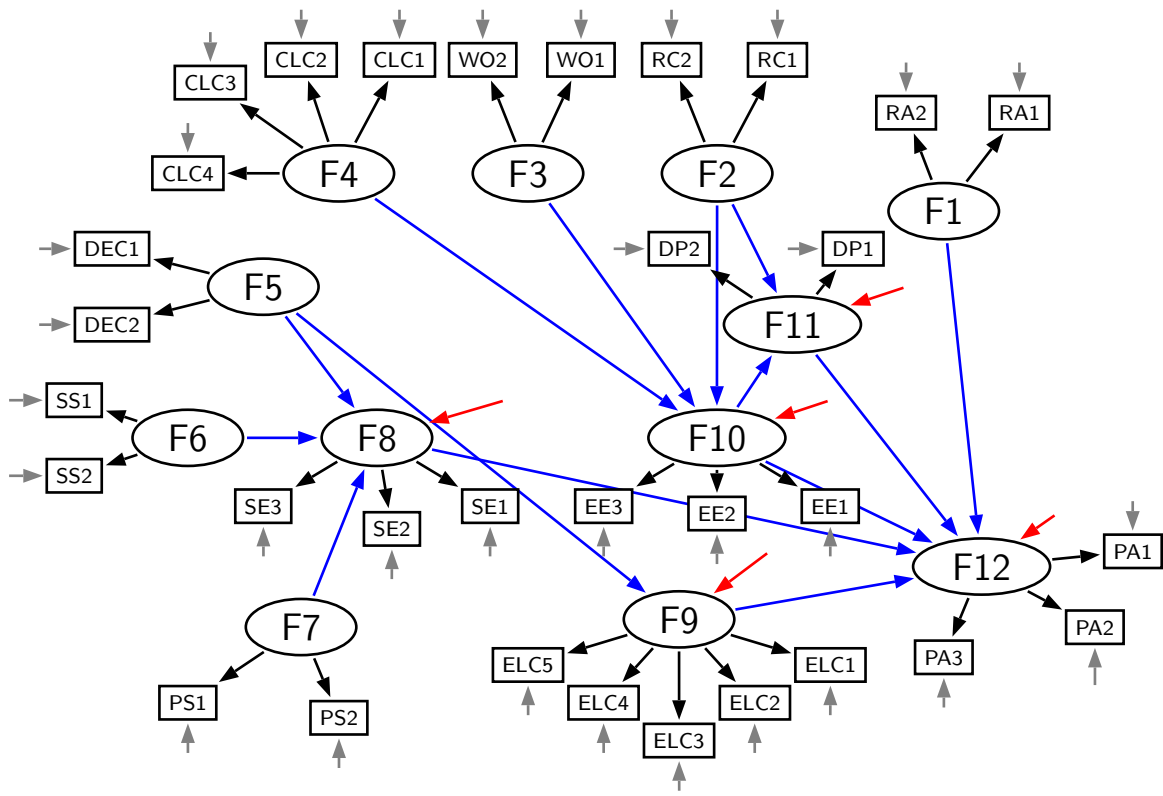 CLC2
CLC1
WO2
WO1
RC2
RC1
CLC3
RA2
RA1
CLC4
F4
F3
F2
F1
DEC1
DP2
DP1
F5
DEC2
F11
SS1
F6
F8
F10
SS2
SE3
SE2
SE1
EE3
EE2
EE1
PA1
F12
F7
F9
PA2
ELC5
ELC1
PA3
PS1
PS2
ELC4
ELC2
ELC3